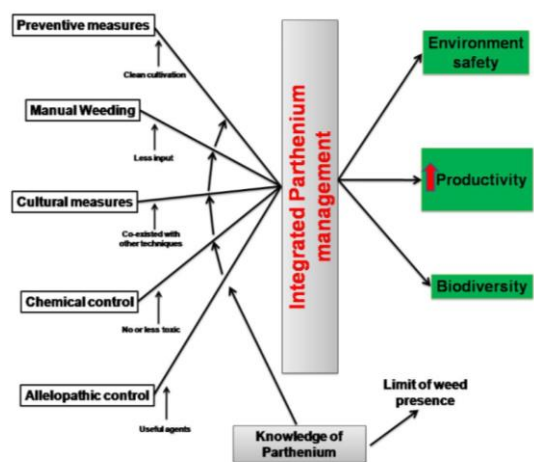 Preventive measures
Clean cultivation
Manual Weeding
Less input
Cultural measures
Co-existed with
other techniques
Chemical control
No or less toxic
Allelopathic control
Useful agents
Integrated Parthenium
management
Environment
safety
Productivity
Biodiversity
Limit of weed
presence
Knowledge of
Parthenium